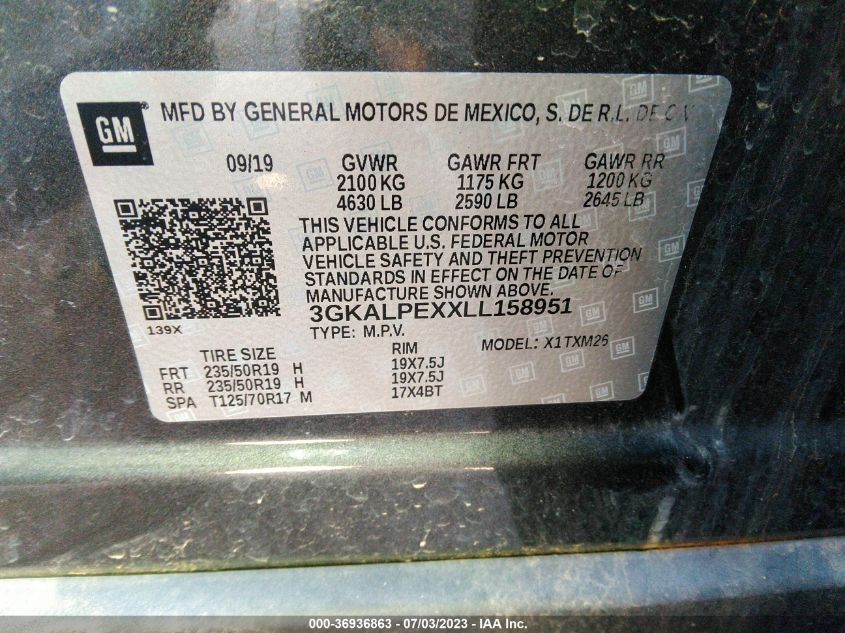 GM MFD BY GENERAL MOTORS DE MEXICO, S. DE R.L. DE C.V
09/19 GVWR GAWR FRT GAWR RR
2100 KG 1175 KG 1200 KG
4630 LB 2590 LB 2645 LB
THIS VEHICLE CONFORMS TO ALL
APPLICABLE U.S. FEDERAL MOTOR
VEHICLE SAFETY AND THEFT PREVENTION
STANDARDS IN EFFECT ON THE DATE OF
MANUFACTURE SHOWN ABOVE.
139X
3GKALPEXXLL158951
TYPE: M.P.V. MODEL: X1TXM26
TIRE SIZE RIM
FRT 235/50R19 H 19X7.5J
RR 235/50R19 H 19X7.5J
SPA T125/70R17 M 17X4BT
000-36936863 - 07/03/2023 - IAA Inc.